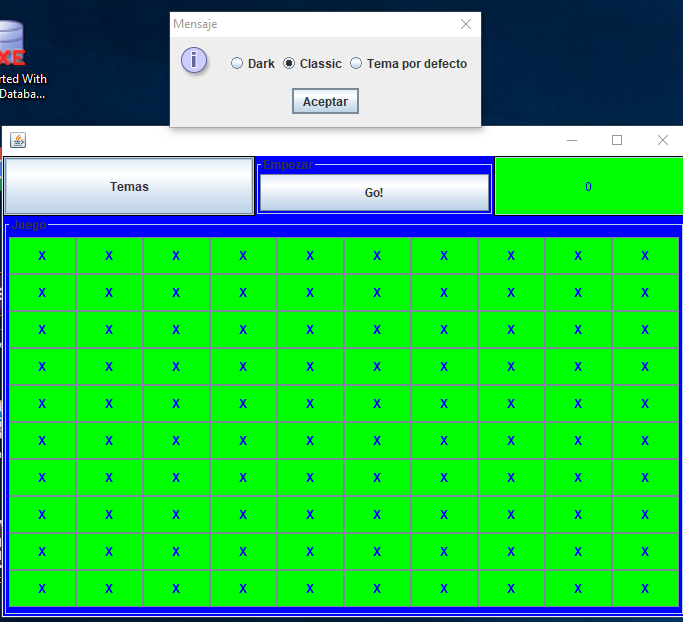 Mensaje
XE
rted With
Databa...
Dark Classic Tema por defecto
Aceptar
Temas
Empezar
Go!
0
Juego
X X X X X X X X X X
X X X X X X X X X X
X X X X X X X X X X
X X X X X X X X X X
X X X X X X X X X X
X X X X X X X X X X
X X X X X X X X X X
X X X X X X X X X X
X X X X X X X X X X
X X X X X X X X X X